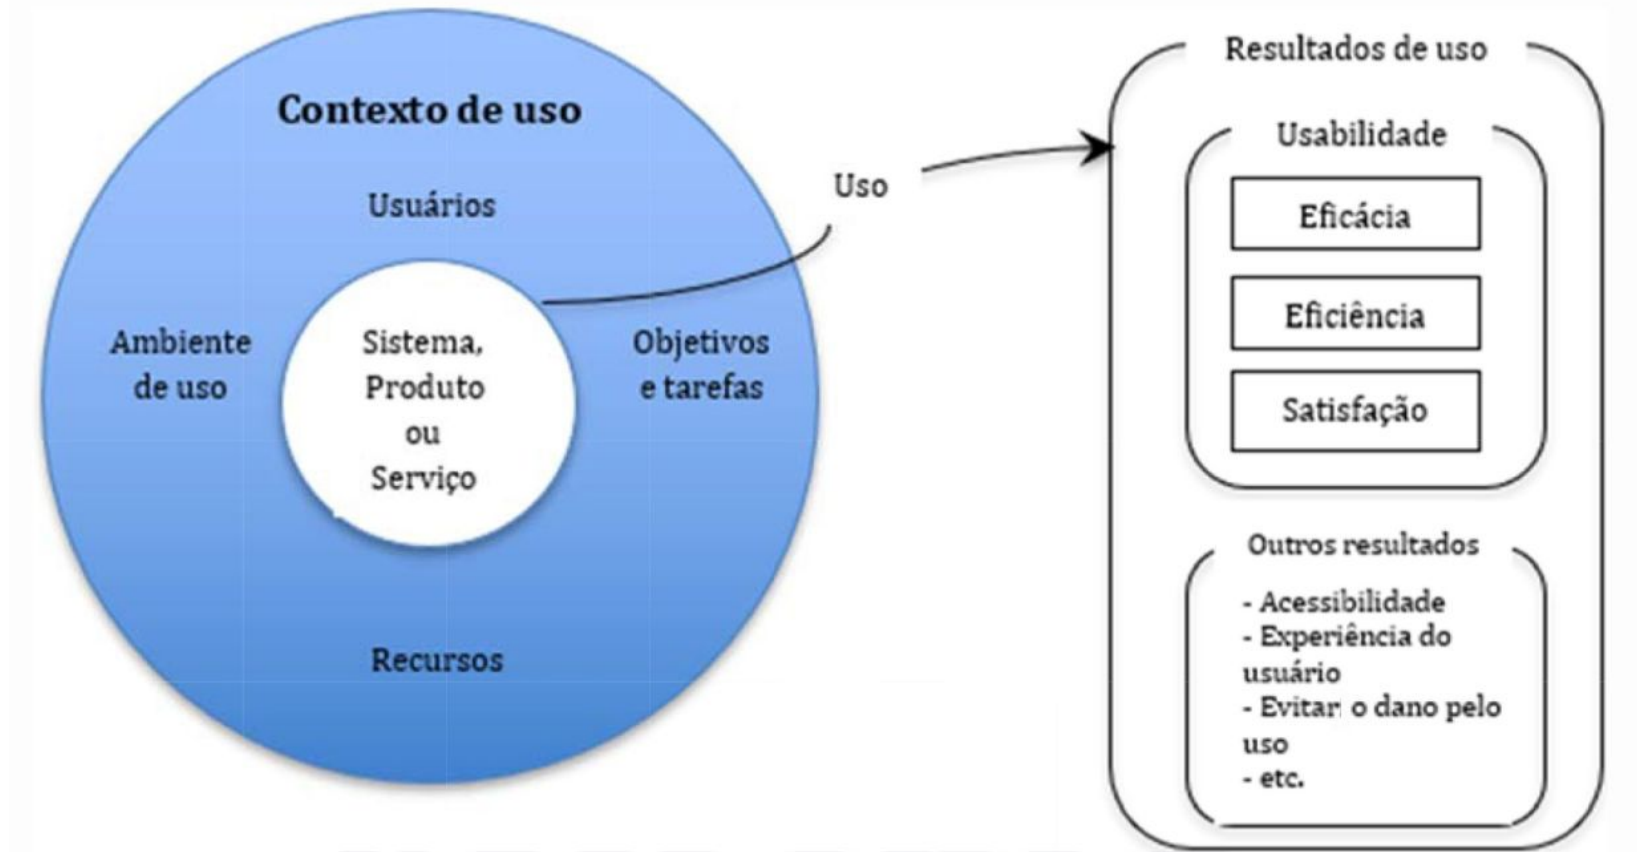 Contexto de uso
Usuários
Ambiente
de uso
Sistema,
Produto
ou
Serviço
Objetivos
e tarefas
Recursos
Uso
Resultados de uso
Usabilidade
Eficácia
Eficiência
Satisfação
Outros resultados
- Acessibilidade
- Experiência do
usuário
- Evitar o dano pelo
uso
- etc.